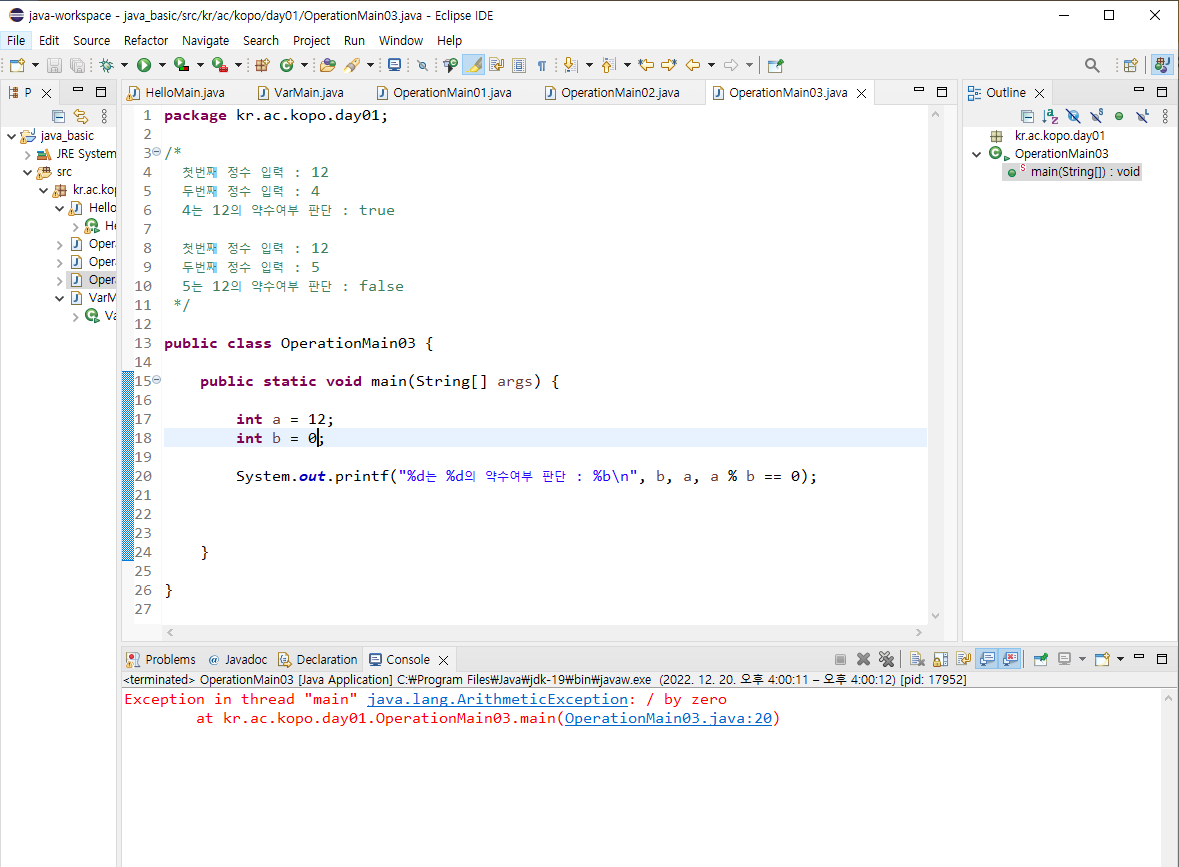 java-workspace - java_basic/src/kr/ac/kopo/day01/OperationMain03.java - Eclipse IDE
File Edit Source Refactor Navigate Search Project Run Window Help
P
HelloMain.java VarMain.java OperationMain01.java OperationMain02.java OperationMain03.java
Outline
java_basic
JRE System
src
kr.ac.kop
Hello
He
Oper
Oper
Oper
VarM
Va
1 package kr.ac.kopo.day01;
2
3 /*
4 첫번째 정수 입력 : 12
5 두번째 정수 입력 : 4
6 4는 12의 약수여부 판단 : true
7
8 첫번째 정수 입력 : 12
9 두번째 정수 입력 : 5
10 5는 12의 약수여부 판단 : false
11 */
12
13 public class OperationMain03 {
14
15 public static void main(String[] args) {
16
17 int a = 12;
18 int b = 0;
19
20 System.out.printf("%d는 %d의 약수여부 판단 : %b\n", b, a, a % b == 0);
21
22
23
24 }
25
26 }
27
kr.ac.kopo.day01
OperationMain03
main(String[]) : void
Problems @ Javadoc Declaration Console
<terminated> OperationMain03 [Java Application] C:₩Program Files₩Java₩jdk-19₩bin₩javaw.exe (2022. 12. 20. 오후 4:00:11 – 오후 4:00:12) [pid: 17952]
Exception in thread "main" java.lang.ArithmeticException: / by zero
at kr.ac.kopo.day01.OperationMain03.main(OperationMain03.java:20)